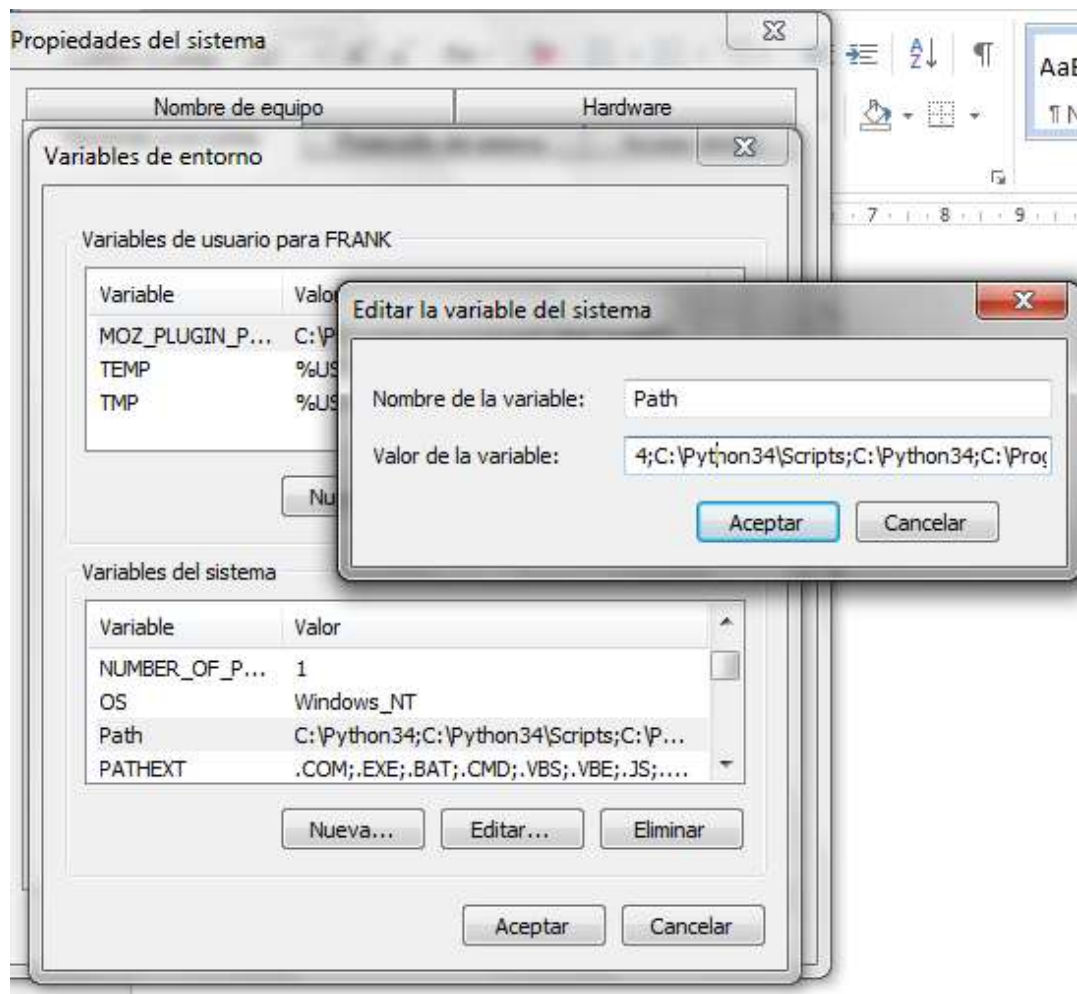 Propiedades del sistema
AaB
¶ N
Nombre de equipo Hardware
Variables de entorno
7 8 9
Variables de usuario para FRANK
Variable Valor
MOZ_PLUGIN_P... C:\P
TEMP %US
TMP %US
Nu
Editar la variable del sistema
Nombre de la variable: Path
Valor de la variable: 4;C:\Python34\Scripts;C:\Python34;C:\Prog
Aceptar Cancelar
Variables del sistema
Variable Valor
NUMBER_OF_P... 1
OS Windows_NT
Path C:\Python34;C:\Python34\Scripts;C:\P...
PATHEXT .COM;.EXE;.BAT;.CMD;.VBS;.VBE;.JS;....
Nueva... Editar... Eliminar
Aceptar Cancelar